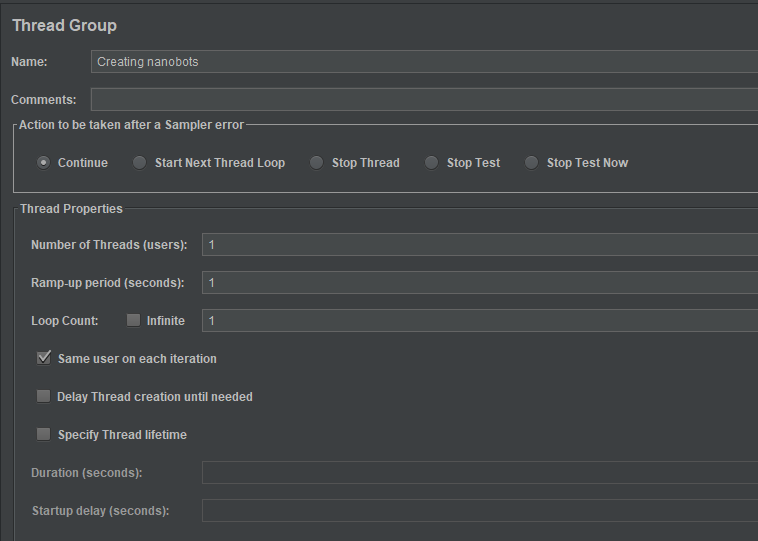 Thread Group
Name: Creating nanobots
Comments:
Action to be taken after a Sampler error
Continue Start Next Thread Loop Stop Thread Stop Test Stop Test Now
Thread Properties
Number of Threads (users): 1
Ramp-up period (seconds): 1
Loop Count: Infinite 1
Same user on each iteration
Delay Thread creation until needed
Specify Thread lifetime
Duration (seconds):
Startup delay (seconds):